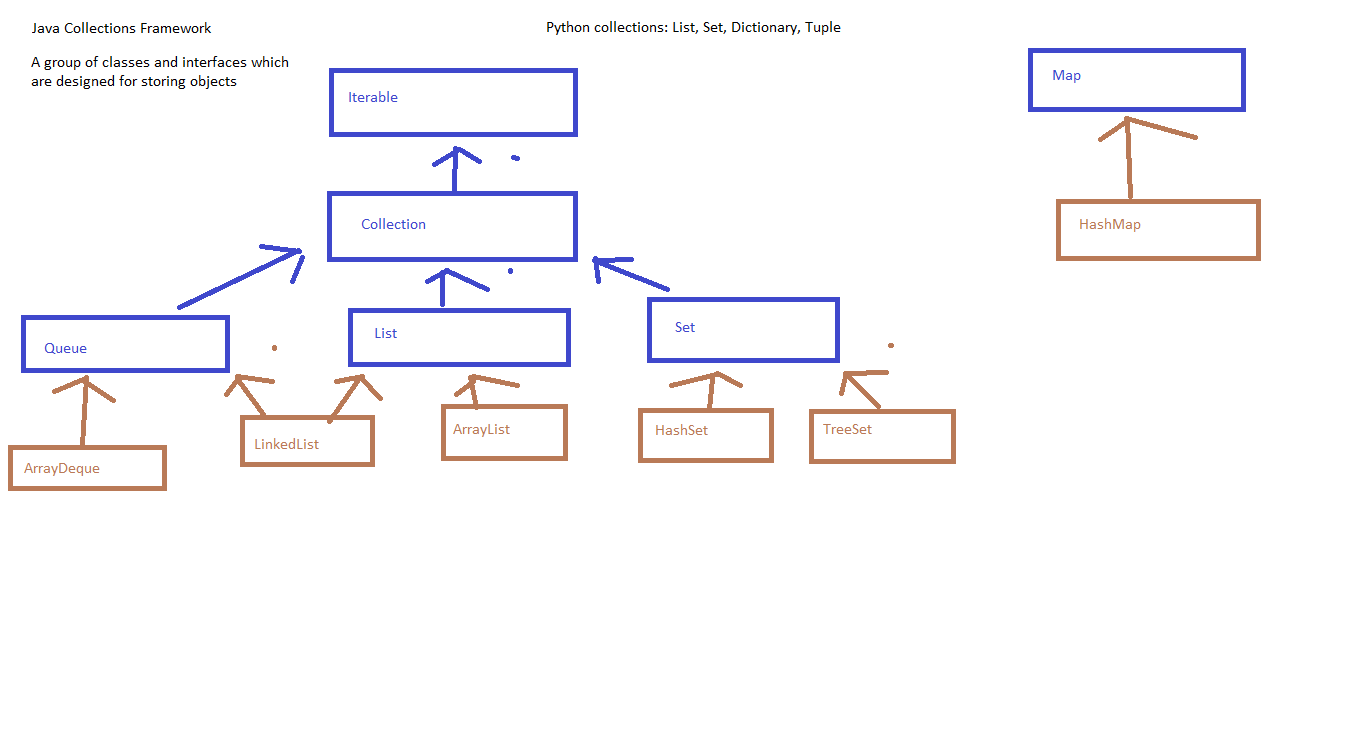 Java Collections Framework
Python collections: List, Set, Dictionary, Tuple
A group of classes and interfaces which
are designed for storing objects
Map
Iterable
HashMap
Collection
Queue
List
Set
ArrayDeque
LinkedList
ArrayList
HashSet
TreeSet